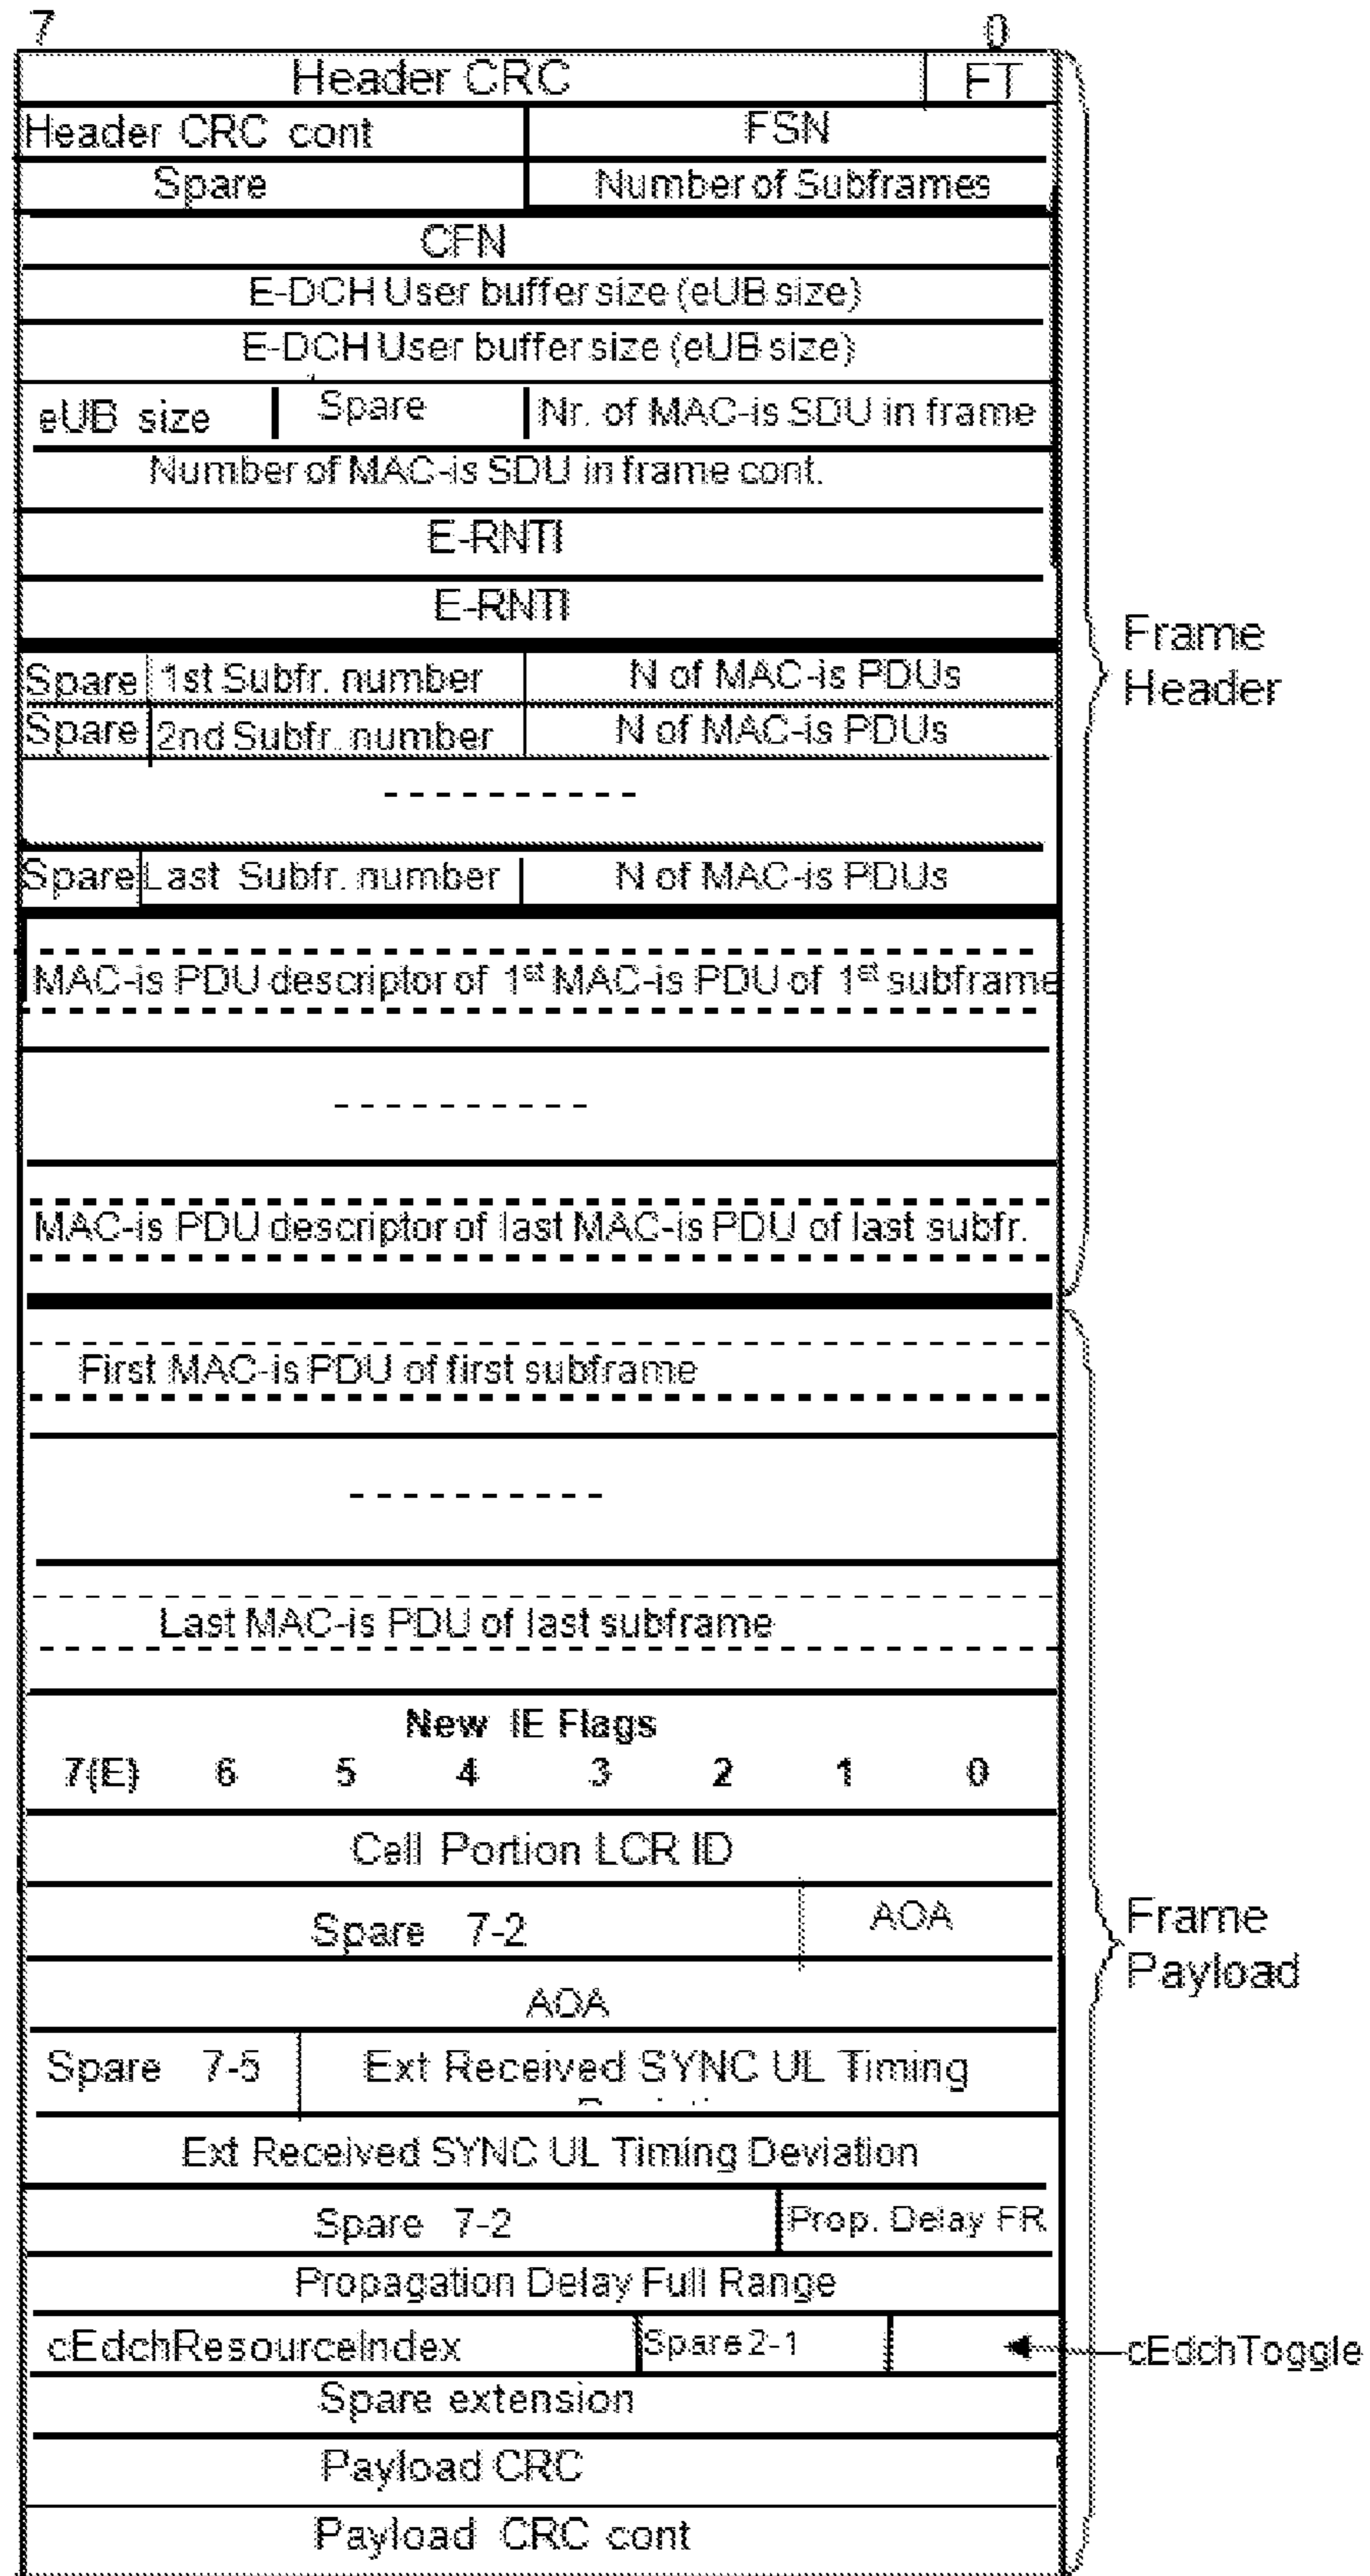 7 0
Header CRC FT
Header CRC cont FSN
Spare Number of Subframes
CFN
E-DCH User buffer size (eUB size)
E-DCH User buffer size (eUB size)
eUB size Spare Nr. of MAC-is SDU in frame
Number of MAC-is SDU in frame cont.
E-RNTI
E-RNTI
Frame
Header
Spare 1st Subfr. number N of MAC-is PDUs
Spare 2nd Subfr. number N of MAC-is PDUs
Spare Last Subfr. number N of MAC-is PDUs
MAC-is PDU descriptor of 1st MAC-is PDU of 1st subframe
MAC-is PDU descriptor of last MAC-is PDU of last subfr.
First MAC-is PDU of first subframe
Last MAC-is PDU of last subframe
New IE Flags
7(E) 6 5 4 3 2 1 0
Cell Portion LCR ID
Spare 7-2 AOA
Frame
Payload
AOA
Spare 7-5 Ext Received SYNC UL Timing
Ext Received SYNC UL Timing Deviation
Spare 7-2 Prop. Delay FR
Propagation Delay Full Range
cEdchResourceIndex Spare 2-1 cEdchToggle
Spare extension
Payload CRC
Payload CRC cont